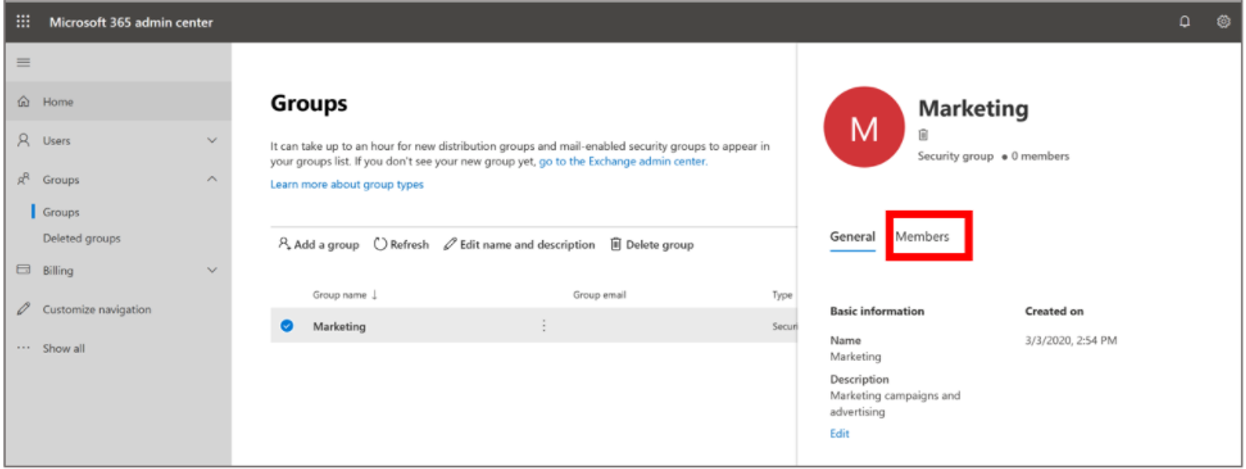 Microsoft 365 admin center
Home
Users
Groups
Groups
Deleted groups
Billing
Customize navigation
Show all
Groups
It can take up to an hour for new distribution groups and mail-enabled security groups to appear in
your groups list. If you don't see your new group yet, go to the Exchange admin center.
Learn more about group types
Add a group Refresh Edit name and description Delete group
Group name ↓ Group email Type
Marketing Securi
M
Marketing
Security group • 0 members
General Members
Basic information Created on
Name 3/3/2020, 2:54 PM
Marketing
Description
Marketing campaigns and
advertising
Edit